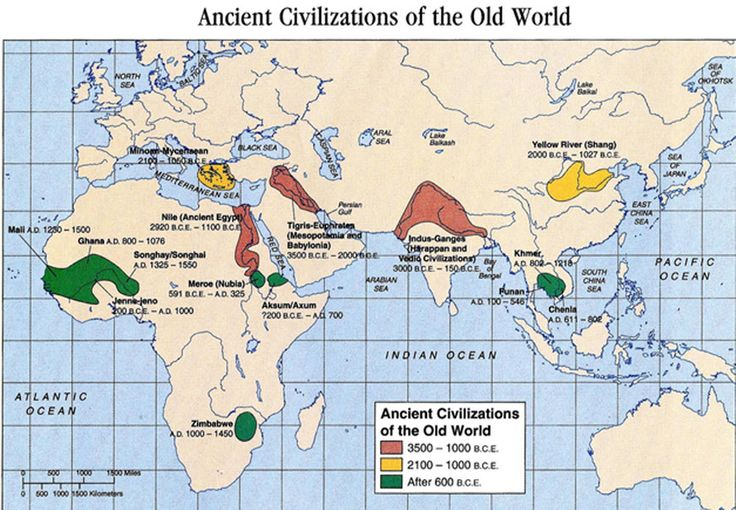 Ancient Civilizations of the Old World
NORTH
SEA
BALTIC SEA
SEA
OF OKHOTSK
Lake
Baikal
ARAL
SEA
Lake
Balkash
BLACK SEA
CASPIAN SEA
Minoan-Mycenaean
2100 – 1050 B.C.E.
MEDITERRANEAN SEA
Yellow River (Shang)
2000 B.C.E. – 1027 B.C.E.
SEA
OF
JAPAN
EAST
CHINA
SEA
Persian
Gulf
Nile (Ancient Egypt)
2920 B.C.E. – 1100 B.C.E.
Tigris-Euphrates
(Mesopotamia and
Babylonia)
3500 B.C.E. – 2000 B.C.E.
RED SEA
Mali A.D. 1250 – 1500
Ghana A.D. 800 – 1076
Songhay/Songhai
A.D. 1325 – 1550
Jenne-jeno
200 B.C.E. – A.D. 1000
Meroe (Nubia)
591 B.C.E. – A.D. 325
Aksum/Axum
?200 B.C.E. – A.D. 700
ARABIAN
SEA
Indus-Ganges
(Harappan and
Vedic Civilizations)
3000 B.C.E. – 150 B.C.E.
Bay
of
Bengal
Khmer
A.D. 802 – 1218
Funan
A.D. 100 – 546
Chenla
A.D. 611 – 802
SOUTH
CHINA
SEA
PACIFIC
OCEAN
INDIAN OCEAN
ATLANTIC
OCEAN
Zimbabwe
A.D. 1000 – 1450
Ancient Civilizations
of the Old World
3500 – 1000 B.C.E.
2100 – 1000 B.C.E.
After 600 B.C.E.
0 500 1000 1500 Miles
0 500 1000 1500 Kilometers